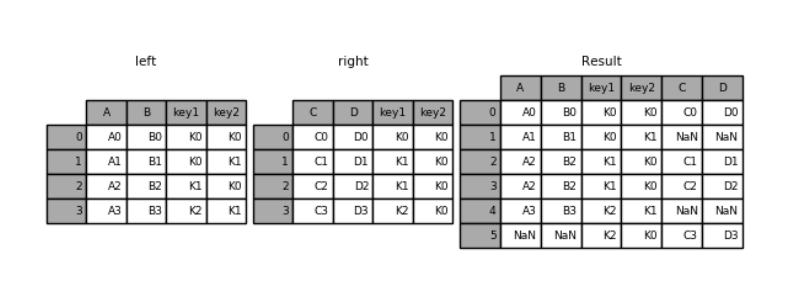 left right Result
A B key1 key2 C D
A B key1 key2 C D key1 key2 0 A0 B0 K0 K0 C0 D0
0 A0 B0 K0 K0 0 C0 D0 K0 K0 1 A1 B1 K0 K1 NaN NaN
1 A1 B1 K0 K1 1 C1 D1 K1 K0 2 A2 B2 K1 K0 C1 D1
2 A2 B2 K1 K0 2 C2 D2 K1 K0 3 A2 B2 K1 K0 C2 D2
3 A3 B3 K2 K1 3 C3 D3 K2 K0 4 A3 B3 K2 K1 NaN NaN
5 NaN NaN K2 K0 C3 D3